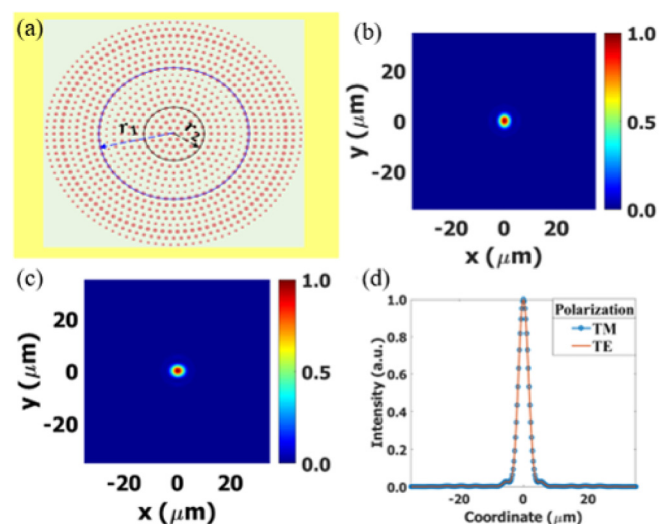 (a)
r1
r2
(b)
1.0
0.5
0.0
20
0
-20
y (μm)
-20 0 20
x (μm)
(c)
1.0
0.5
0.0
20
0
-20
y (μm)
-20 0 20
x (μm)
(d)
1.0
0.8
0.6
0.4
0.2
0.0
Intensity (a.u.)
Polarization
TM
TE
-20 0 20
Coordinate (μm)